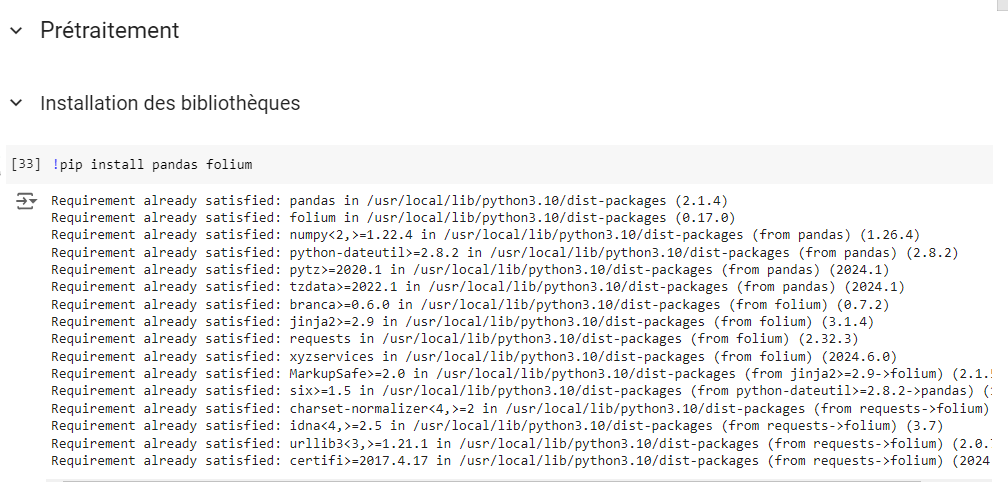 Prétraitement
Installation des bibliothèques
[33] !pip install pandas folium
Requirement already satisfied: pandas in /usr/local/lib/python3.10/dist-packages (2.1.4)
Requirement already satisfied: folium in /usr/local/lib/python3.10/dist-packages (0.17.0)
Requirement already satisfied: numpy<2,>=1.22.4 in /usr/local/lib/python3.10/dist-packages (from pandas) (1.26.4)
Requirement already satisfied: python-dateutil>=2.8.2 in /usr/local/lib/python3.10/dist-packages (from pandas) (2.8.2)
Requirement already satisfied: pytz>=2020.1 in /usr/local/lib/python3.10/dist-packages (from pandas) (2024.1)
Requirement already satisfied: tzdata>=2022.1 in /usr/local/lib/python3.10/dist-packages (from pandas) (2024.1)
Requirement already satisfied: branca>=0.6.0 in /usr/local/lib/python3.10/dist-packages (from folium) (0.7.2)
Requirement already satisfied: jinja2>=2.9 in /usr/local/lib/python3.10/dist-packages (from folium) (3.1.4)
Requirement already satisfied: requests in /usr/local/lib/python3.10/dist-packages (from folium) (2.32.3)
Requirement already satisfied: xyzservices in /usr/local/lib/python3.10/dist-packages (from folium) (2024.6.0)
Requirement already satisfied: MarkupSafe>=2.0 in /usr/local/lib/python3.10/dist-packages (from jinja2>=2.9->folium) (2.1.
Requirement already satisfied: six>=1.5 in /usr/local/lib/python3.10/dist-packages (from python-dateutil>=2.8.2->pandas) (
Requirement already satisfied: charset-normalizer<4,>=2 in /usr/local/lib/python3.10/dist-packages (from requests->folium)
Requirement already satisfied: idna<4,>=2.5 in /usr/local/lib/python3.10/dist-packages (from requests->folium) (3.7)
Requirement already satisfied: urllib3<3,>=1.21.1 in /usr/local/lib/python3.10/dist-packages (from requests->folium) (2.0.
Requirement already satisfied: certifi>=2017.4.17 in /usr/local/lib/python3.10/dist-packages (from requests->folium) (2024